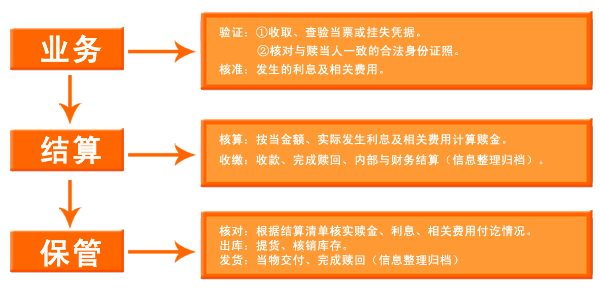 业务
验证：①收取、查验当票或挂失凭据。
②核对与赎当人一致的合法身份证照。
核准：发生的利息及相关费用。
结算
核算：按当金额、实际发生利息及相关费用计算赎金。
收缴：收款、完成赎回、内部与财务结算（信息整理归档）。
保管
核对：根据结算清单核实赎金、利息、相关费用付讫情况。
出库：提货、核销库存。
发货：当物交付、完成赎回（信息整理归档）